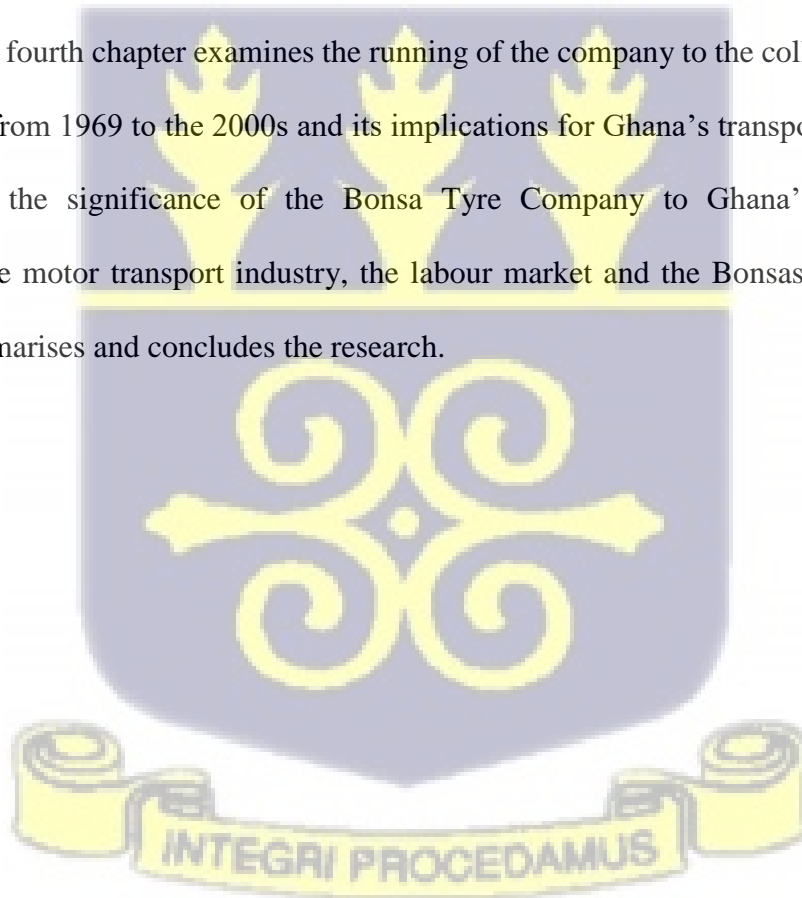 fourth chapter examines the running of the company to the col
from 1969 to the 2000s and its implications for Ghana’s transpo
the significance of the Bonsa Tyre Company to Ghana’
e motor transport industry, the labour market and the Bonsas
marises and concludes the research.
INTEGRI PROCEDAMUS